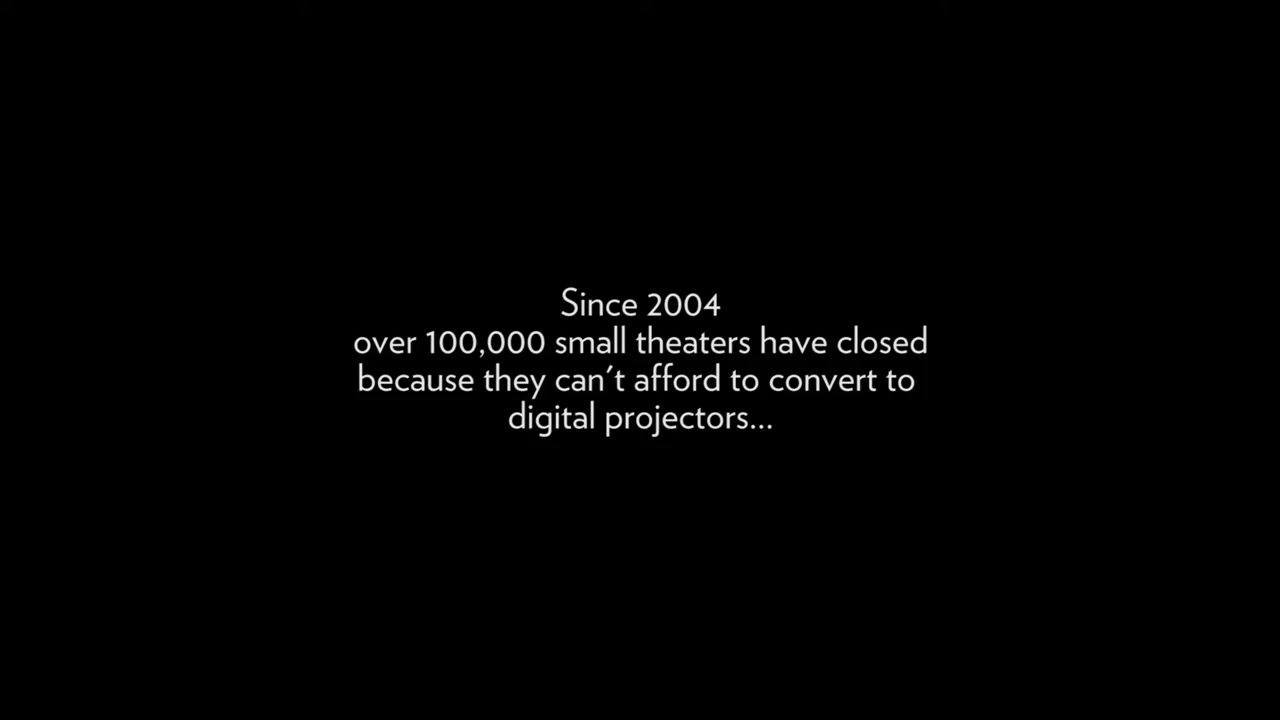 Since 2004
over 100,000 small theaters have closed
because they can't afford to convert to
digital projectors...